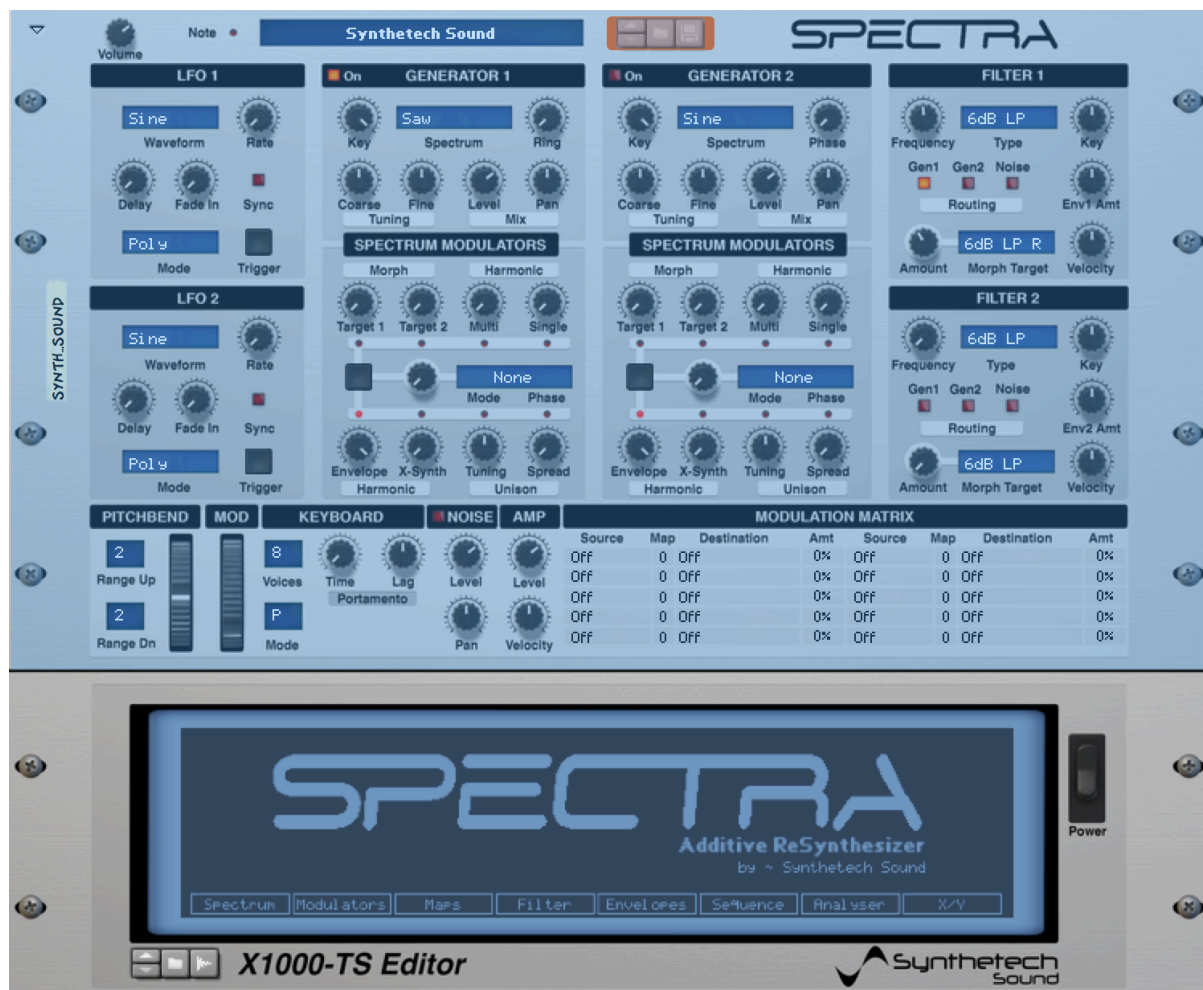 Volume
Note
Synthetech Sound
SPECTRA
LFO 1
Sine
Waveform
Rate
Delay
Fade In
Sync
Poly
Mode
Trigger
On
GENERATOR 1
Saw
Key
Spectrum
Ring
Coarse
Fine
Level
Pan
Tuning
Mix
SPECTRUM MODULATORS
Morph
Harmonic
Target 1
Target 2
Multi
Single
None
Mode
Phase
Envelope
X-Synth
Tuning
Spread
Harmonic
Unison
On
GENERATOR 2
Sine
Key
Spectrum
Phase
Coarse
Fine
Level
Pan
Tuning
Mix
SPECTRUM MODULATORS
Morph
Harmonic
Target 1
Target 2
Multi
Single
None
Mode
Phase
Envelope
X-Synth
Tuning
Spread
Harmonic
Unison
FILTER 1
6dB LP
Frequency
Type
Key
Gen1
Gen2
Noise
Routing
Env1 Amt
6dB LP R
Amount
Morph Target
Velocity
SYNTH_SOUND
LFO 2
Sine
Waveform
Rate
Delay
Fade In
Sync
Poly
Mode
Trigger
FILTER 2
6dB LP
Frequency
Type
Key
Gen1
Gen2
Noise
Routing
Env2 Amt
6dB LP
Amount
Morph Target
Velocity
PITCHBEND
2
Range Up
2
Range Dn
MOD
KEYBOARD
8
Voices
Time
Lag
Portamento
P
Mode
NOISE
Level
Pan
AMP
Level
Velocity
MODULATION MATRIX
Source Map Destination Amt Source Map Destination Amt
Off 0 Off 0% Off 0 Off 0%
Off 0 Off 0% Off 0 Off 0%
Off 0 Off 0% Off 0 Off 0%
Off 0 Off 0% Off 0 Off 0%
Off 0 Off 0% Off 0 Off 0%
SPECTRA
Additive ReSynthesizer
by ~ Synthetech Sound
Spectrum Modulators Maps Filter Envelopes Sequence Analyser X/Y
Power
X1000-TS Editor
Synthetech
Sound